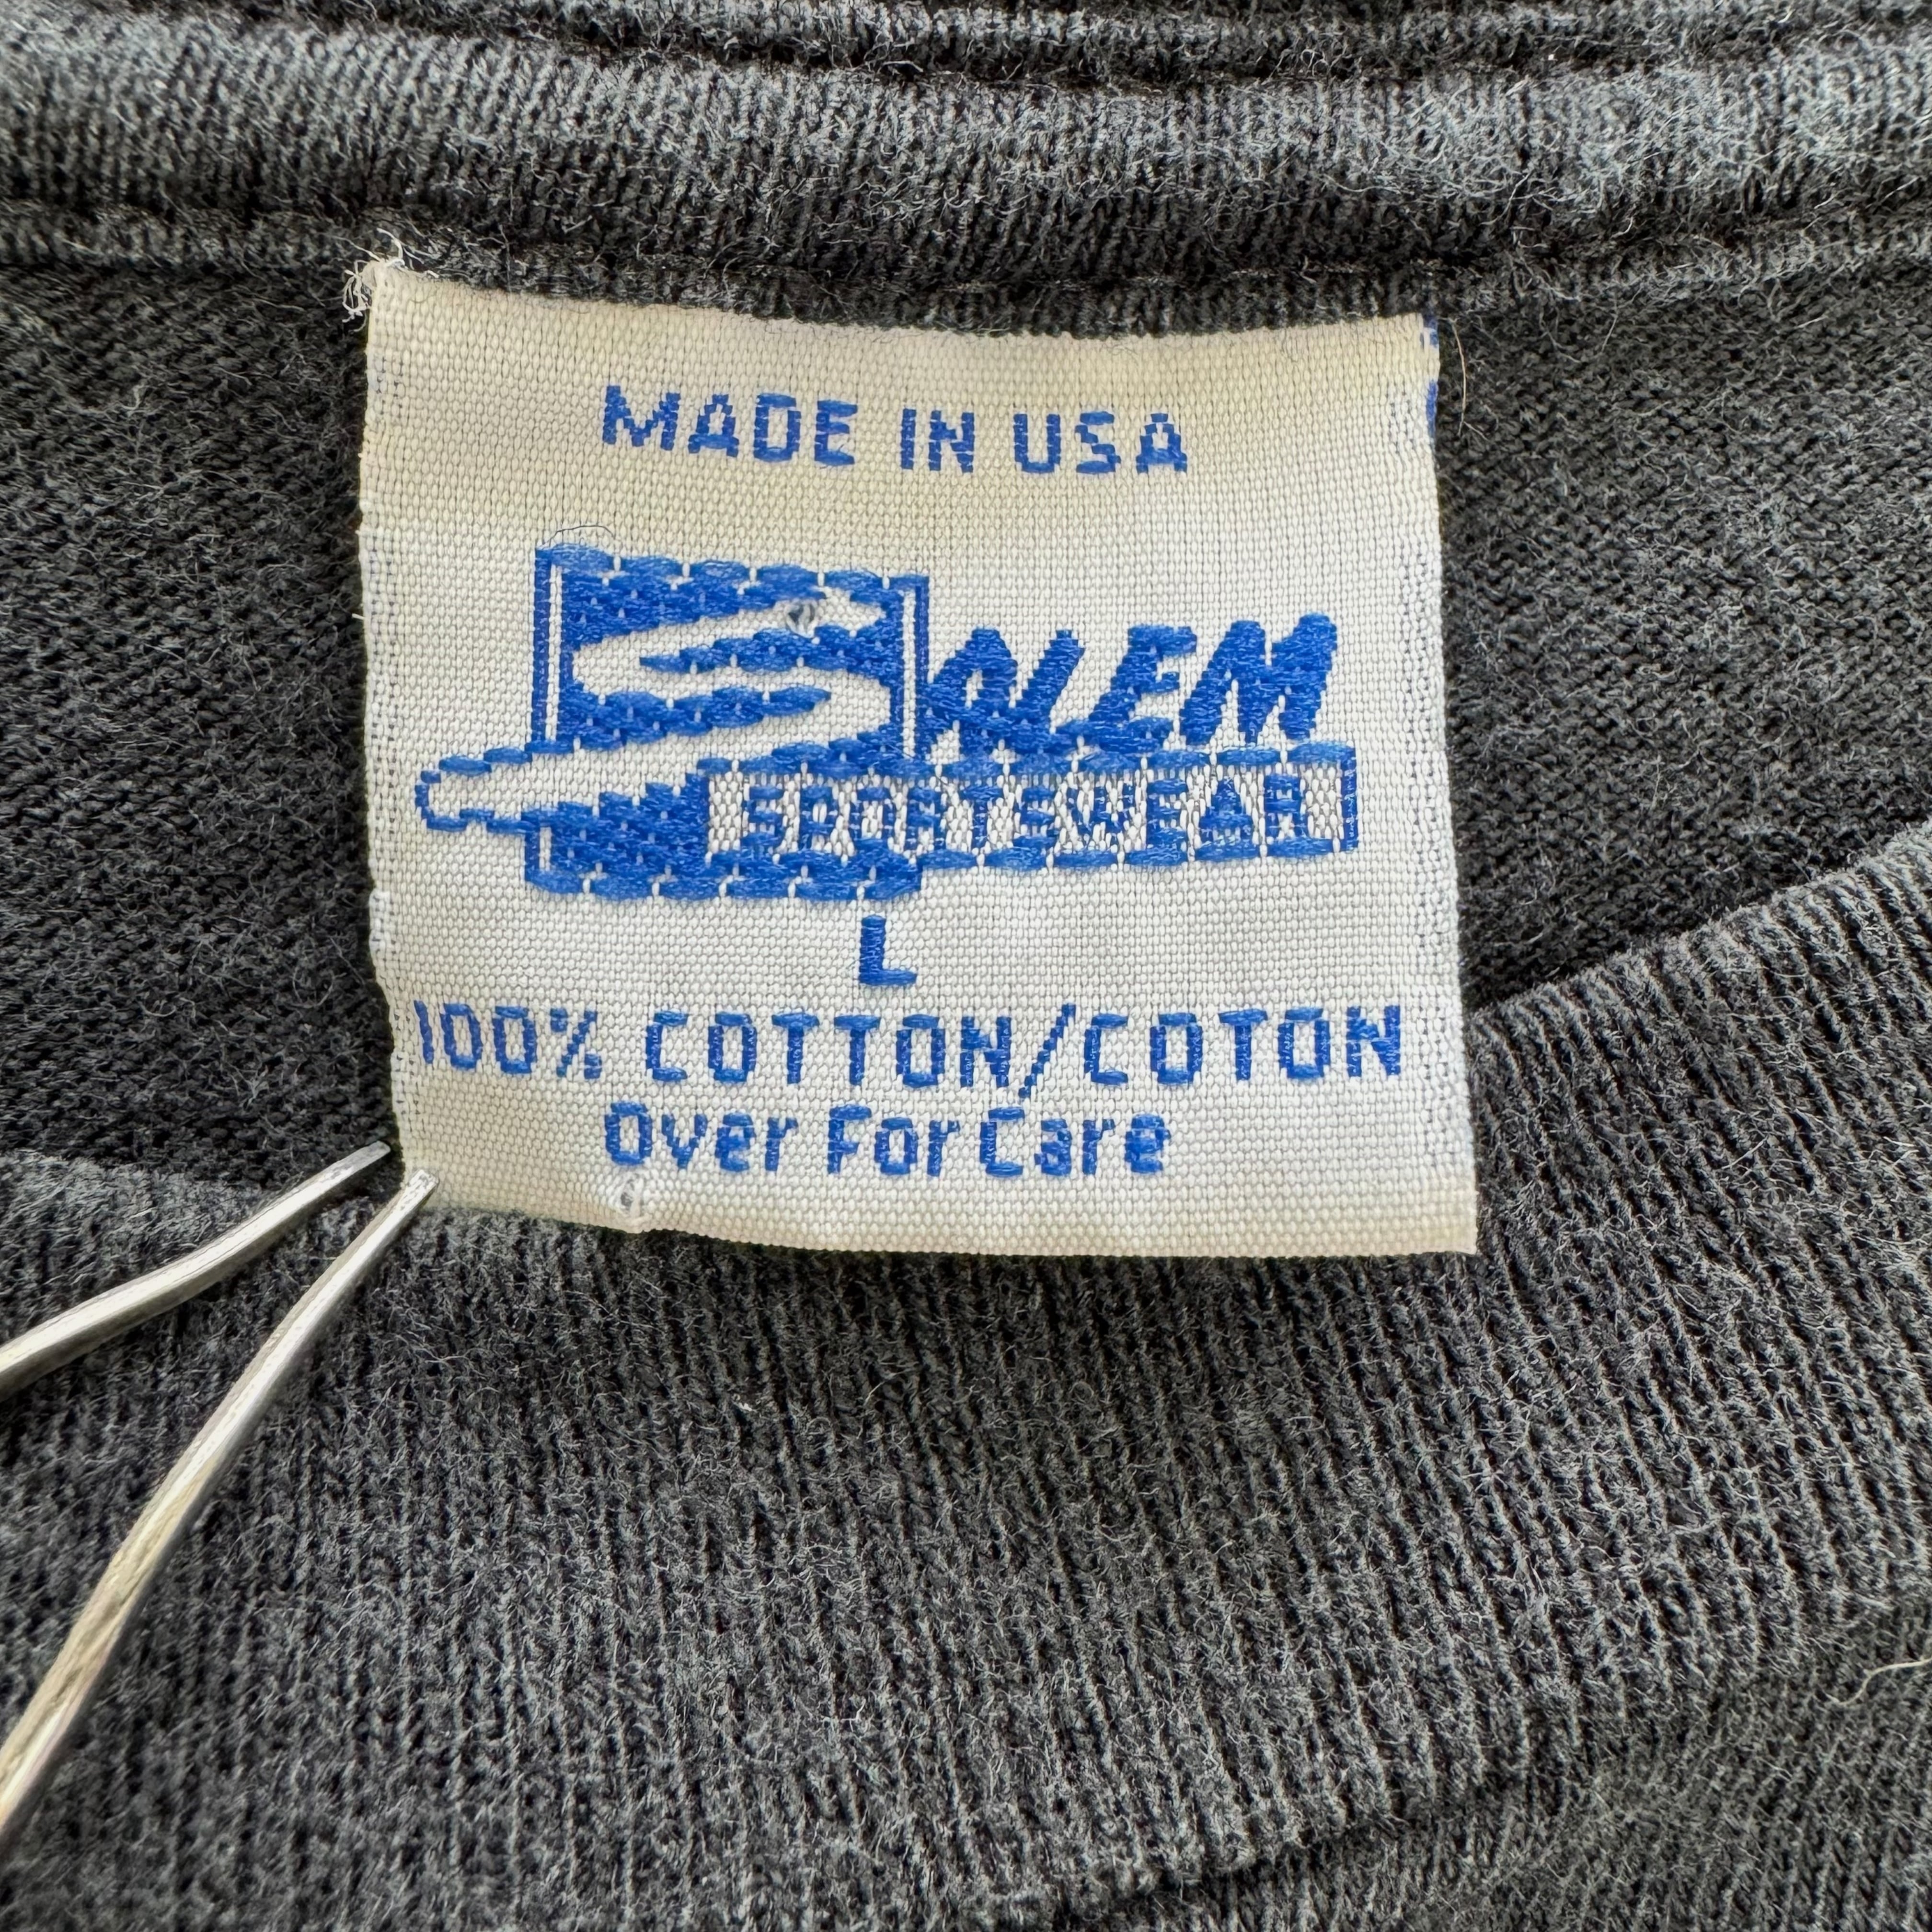 MADE IN USA
SALEM
SPORTSWEAR
L
100% COTTON/COTON
Over For Care